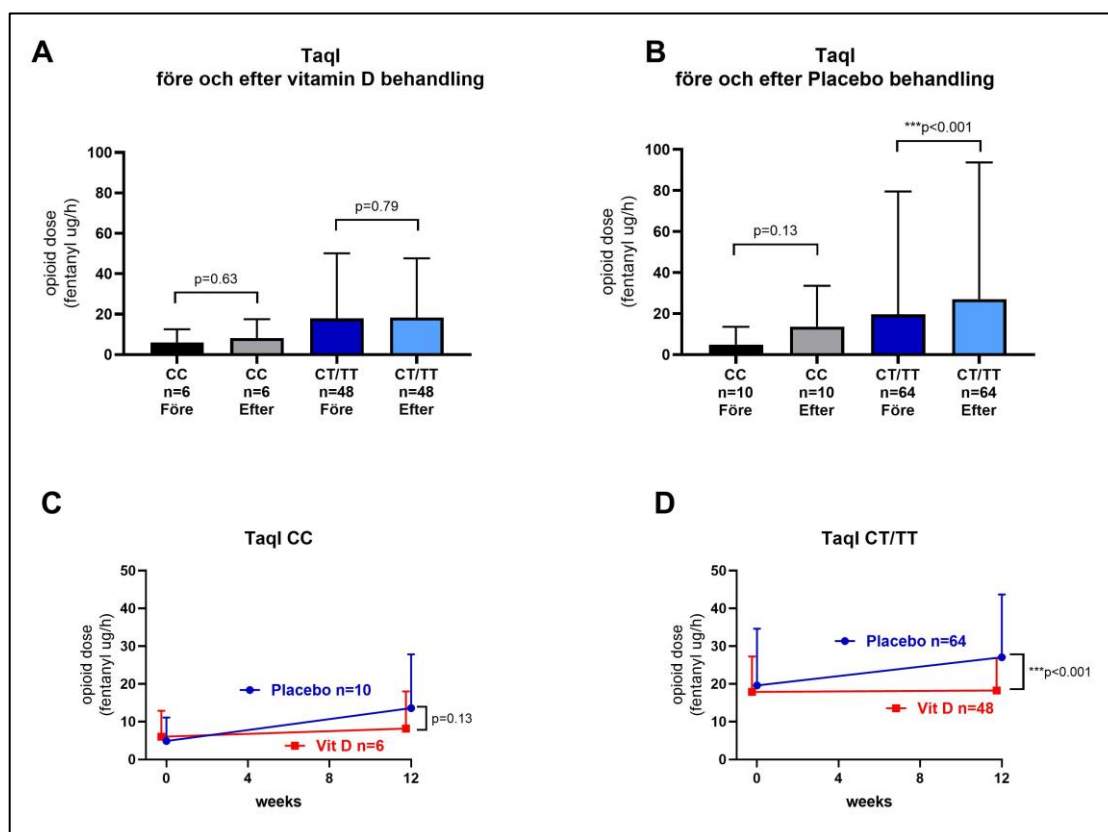 A
TaqI
före och efter vitamin D behandling
opioid dose
(fentanyl ug/h)
100
80
60
40
20
0
p=0.63
p=0.79
CC
n=6
Före
CC
n=6
Efter
CT/TT
n=48
Före
CT/TT
n=48
Efter
B
TaqI
före och efter Placebo behandling
opioid dose
(fentanyl ug/h)
100
80
60
40
20
0
p=0.13
***p<0.001
CC
n=10
Före
CC
n=10
Efter
CT/TT
n=64
Före
CT/TT
n=64
Efter
C
TaqI CC
opioid dose
(fentanyl ug/h)
50
40
30
20
10
0
Placebo n=10
Vit D n=6
p=0.13
0 4 8 12
weeks
D
TaqI CT/TT
opioid dose
(fentanyl ug/h)
50
40
30
20
10
0
Placebo n=64
Vit D n=48
***p<0.001
0 4 8 12
weeks